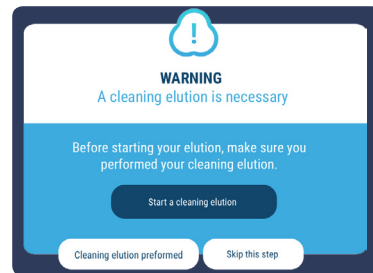 !
WARNING
A cleaning elution is necessary
Before starting your elution, make sure you
performed your cleaning elution.
Start a cleaning elution
Cleaning elution preformed
Skip this step